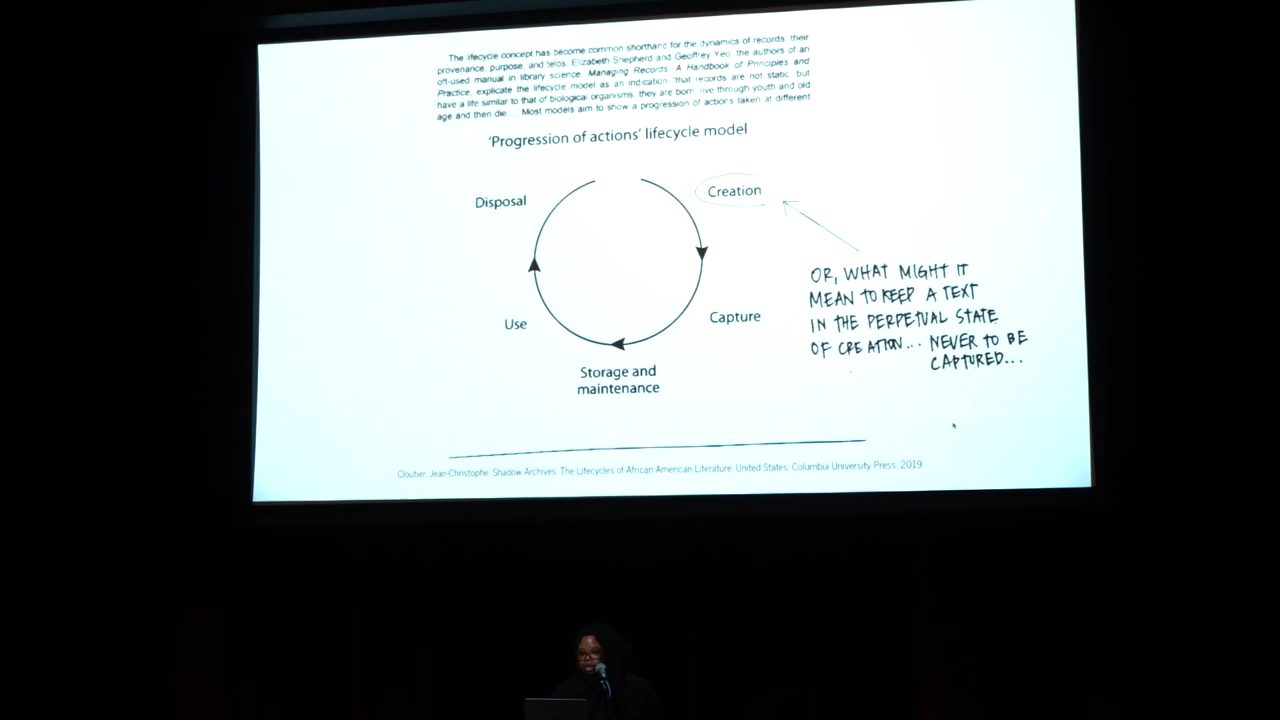 The lifecycle concept has become common shorthand for the dynamics of records, their
provenance, purpose, and telos. Elizabeth Shepherd and Geoffrey Yeo, the authors of an
oft-used manual in library science, Managing Records: A Handbook of Principles and
Practice, explicate the lifecycle model as an indication "that records are not static, but
have a life similar to that of biological organisms: they are born, live through youth and old
age and then die.... Most models aim to show a progression of actions taken at different
'Progression of actions' lifecycle model
Disposal
Creation
Use
Capture
Storage and
maintenance
OR, WHAT MIGHT IT
MEAN TO KEEP A TEXT
IN THE PERPETUAL STATE
OF CREATION... NEVER TO BE
CAPTURED...
Cloutier, Jean-Christophe. Shadow Archives: The Lifecycles of African American Literature. United States: Columbia University Press, 2019